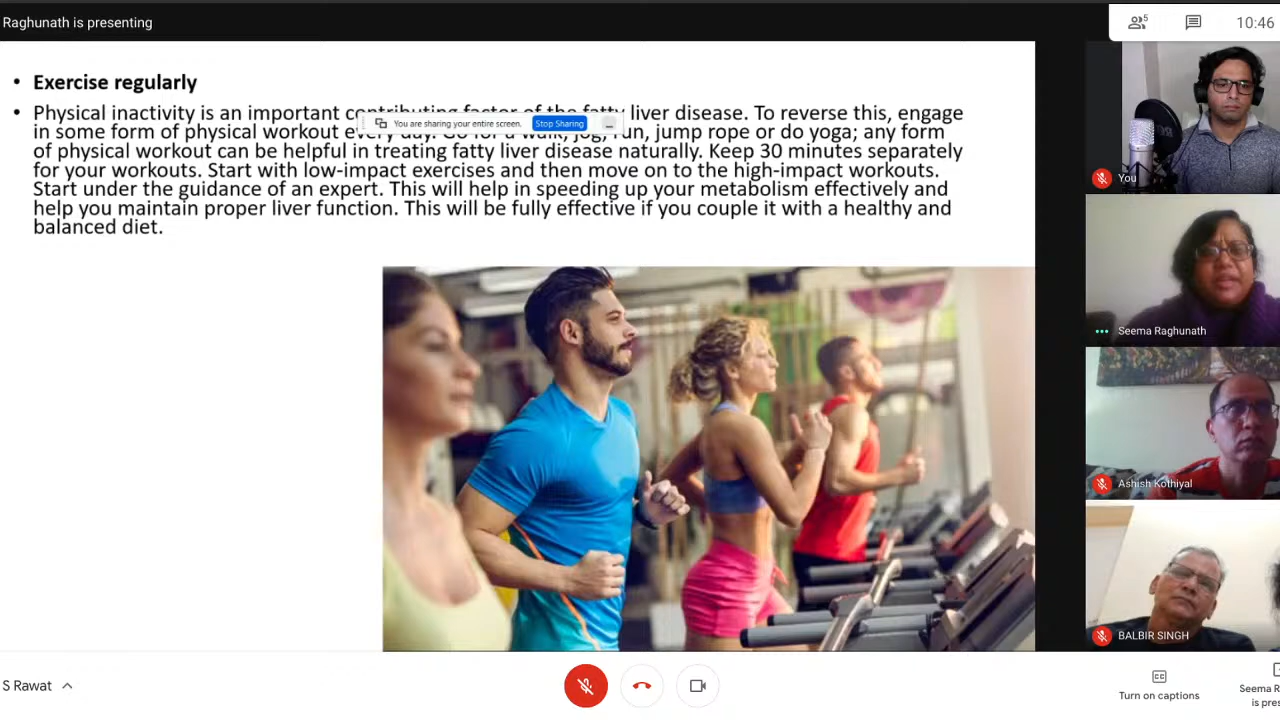 Raghunath is presenting
5
10:46
• Exercise regularly
• Physical inactivity is an important contributing factor of the fatty liver disease. To reverse this, engage
You are sharing your entire screen. Stop Sharing
in some form of physical workout every day. Go for a walk, jog, run, jump rope or do yoga; any form
of physical workout can be helpful in treating fatty liver disease naturally. Keep 30 minutes separately
for your workouts. Start with low-impact exercises and then move on to the high-impact workouts.
Start under the guidance of an expert. This will help in speeding up your metabolism effectively and
help you maintain proper liver function. This will be fully effective if you couple it with a healthy and
balanced diet.
You
Seema Raghunath
Ashish Kothiyal
BALBIR SINGH
S Rawat
CC
Turn on captions
Seema R
is pres